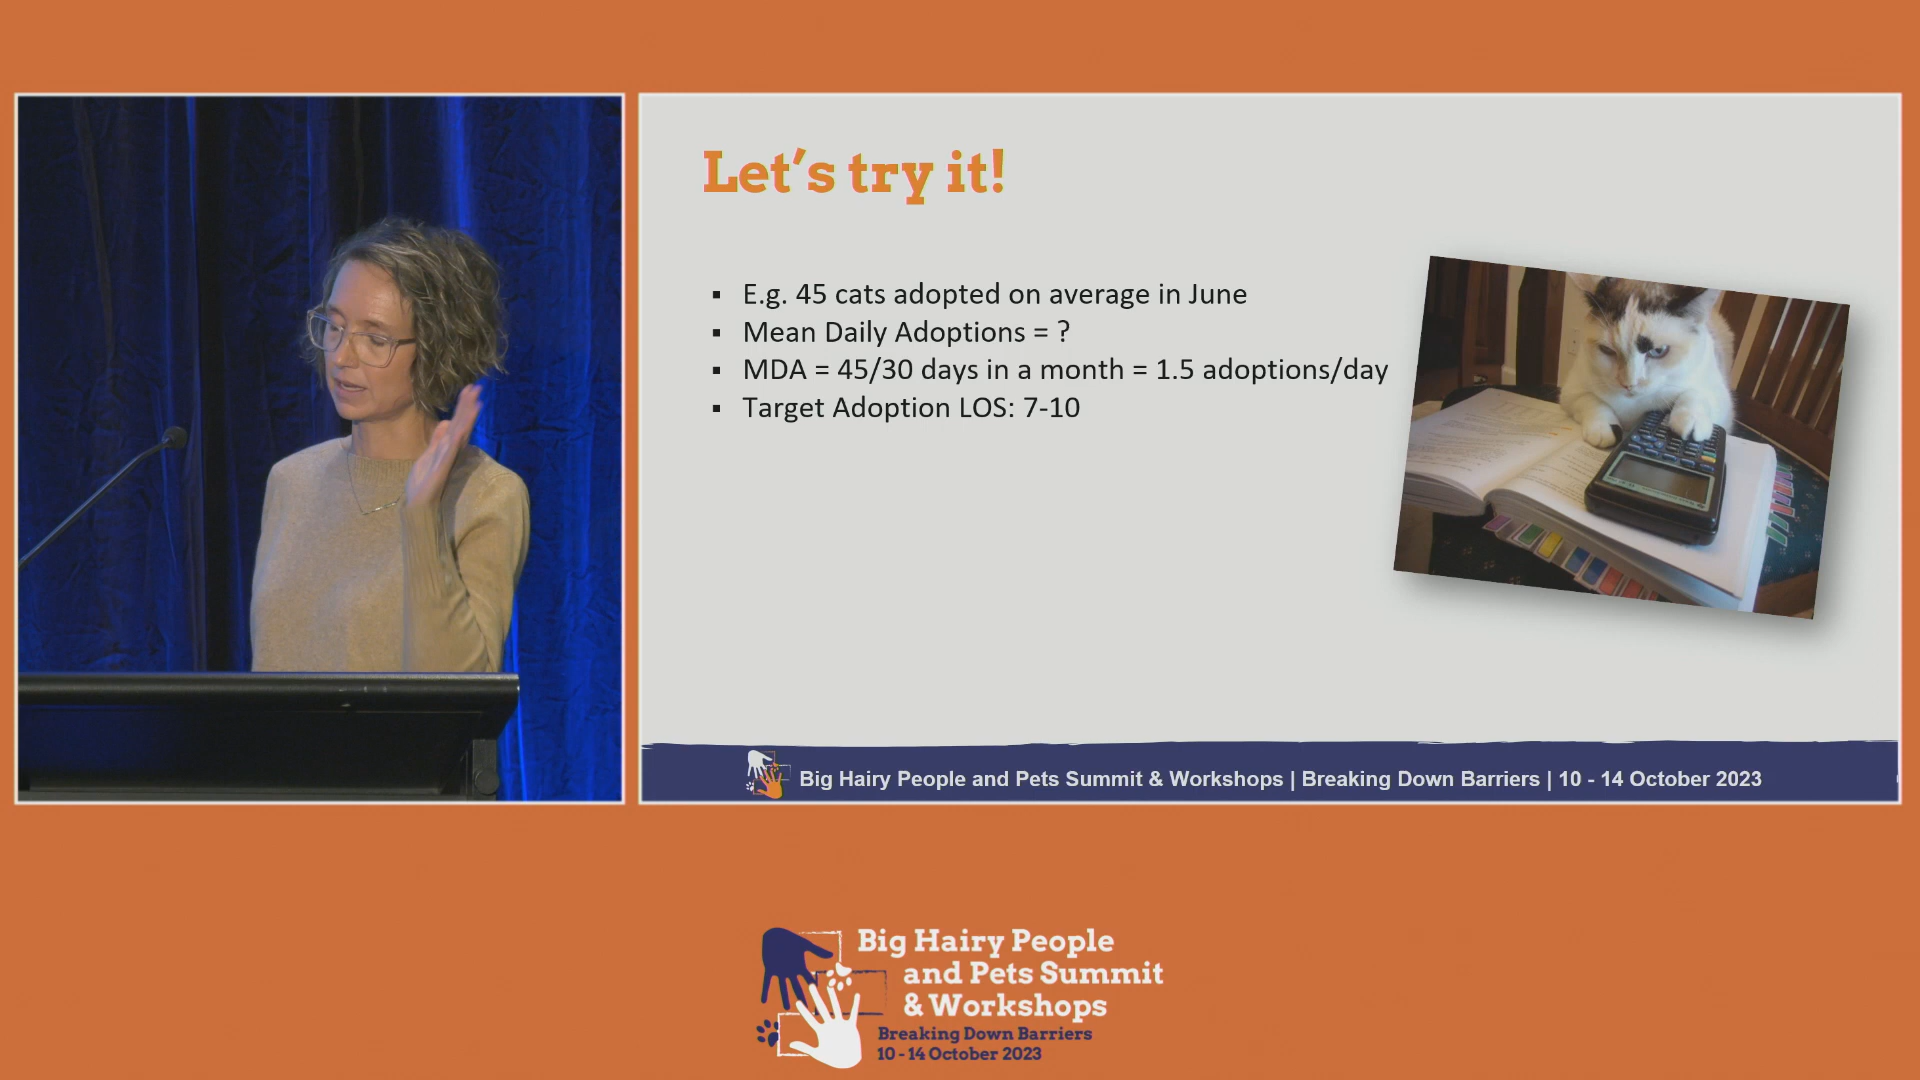 Let's try it!
E.g. 45 cats adopted on average in June
Mean Daily Adoptions = ?
MDA = 45/30 days in a month = 1.5 adoptions/day
Target Adoption LOS: 7-10
Big Hairy People and Pets Summit & Workshops | Breaking Down Barriers | 10 - 14 October 2023
Big Hairy People
and Pets Summit
& Workshops
Breaking Down Barriers
10 - 14 October 2023